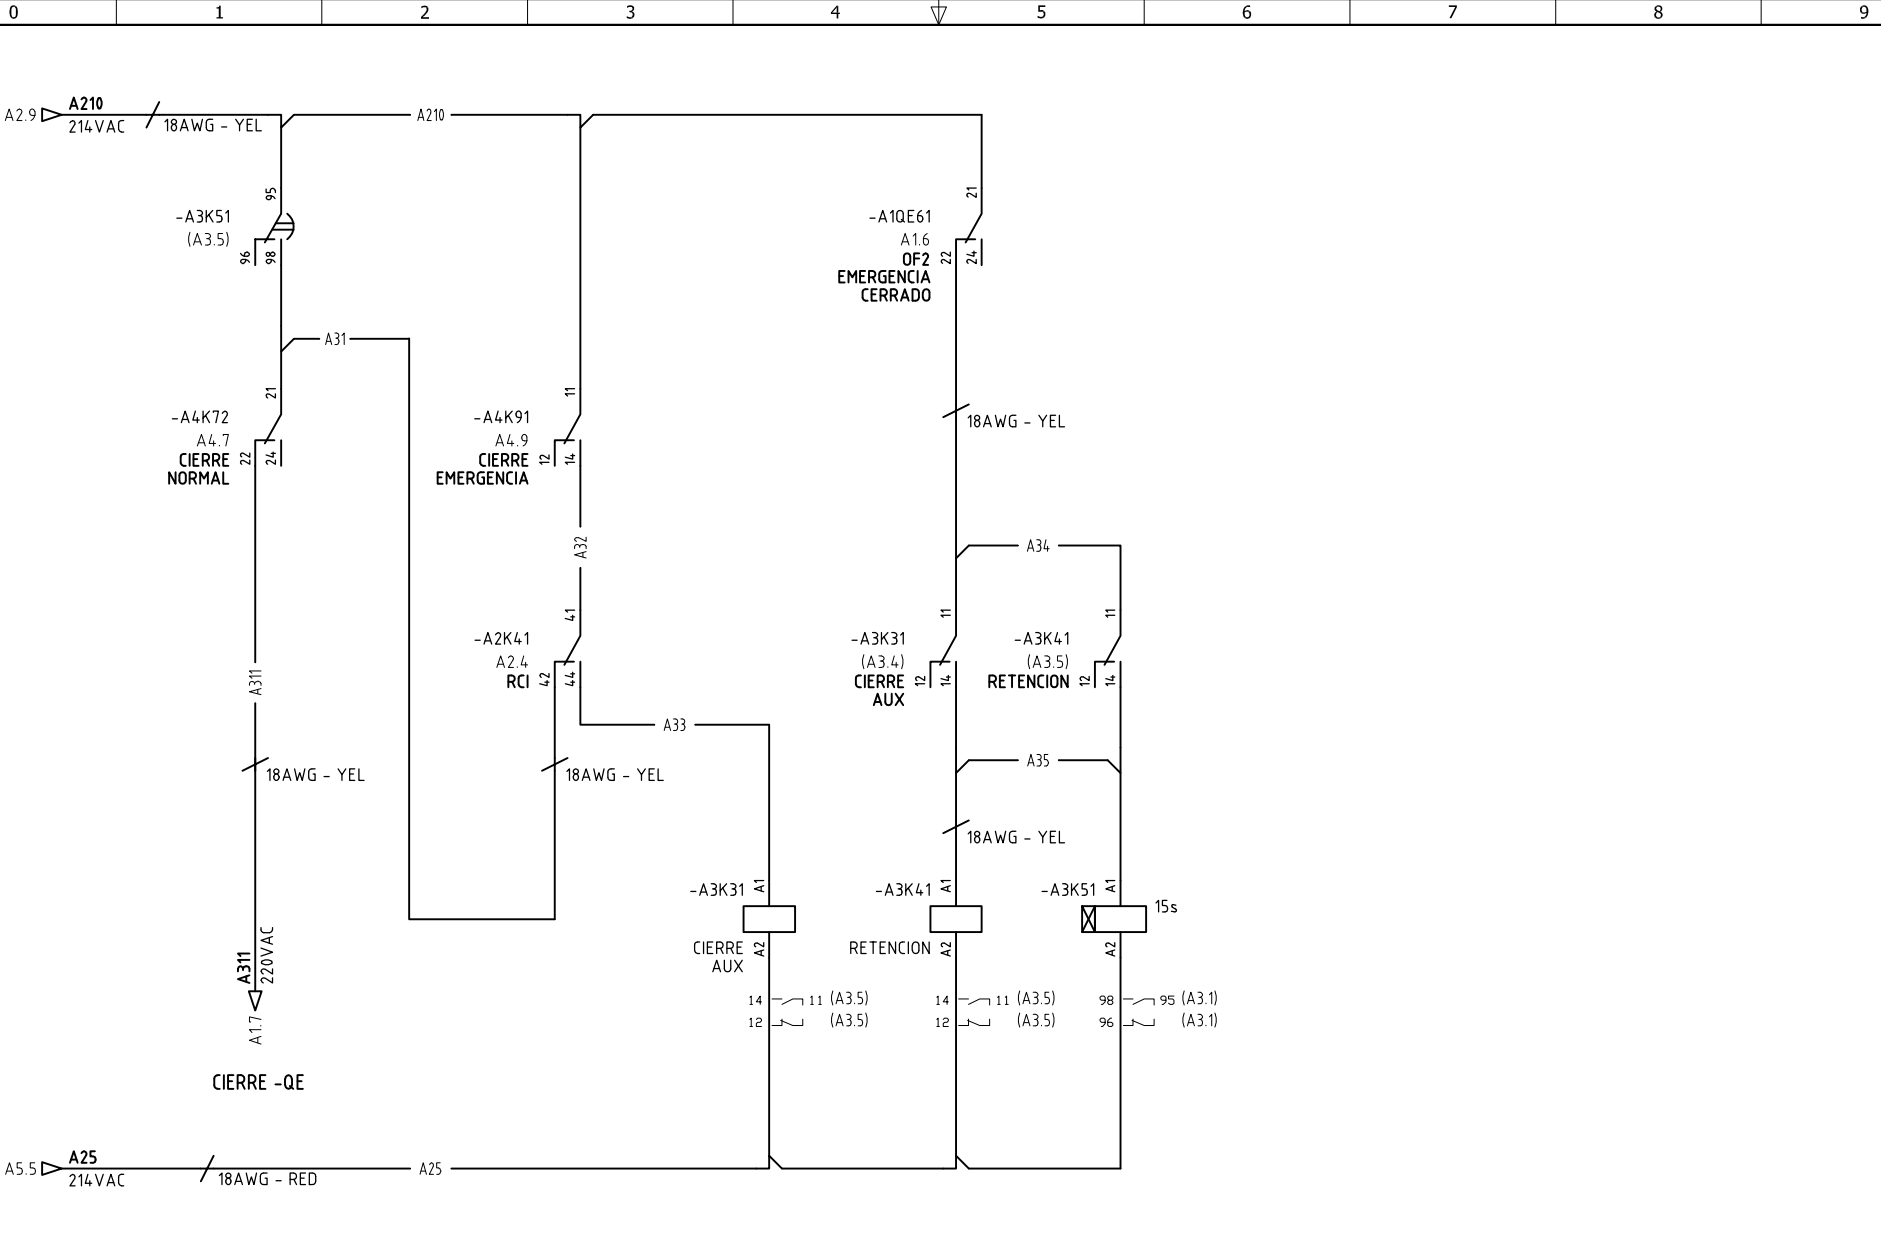 0 1 2 3 4 5 6 7 8 9
A2.9 A210 214VAC 18AWG - YEL A210
95
-A3K51
(A3.5)
96 98
21
-A1QE61
A1.6
OF2
EMERGENCIA
CERRADO
22 24
A31
21
-A4K72
A4.7
CIERRE
NORMAL
22 24
11
-A4K91
A4.9
CIERRE
EMERGENCIA
12 14
18AWG - YEL
A32
A34
41
-A2K41
A2.4
RCI
42 44
11
-A3K31
(A3.4)
CIERRE
AUX
12 14
11
-A3K41
(A3.5)
RETENCION
12 14
A311
A33
A35
18AWG - YEL
18AWG - YEL
18AWG - YEL
-A3K31 A1
CIERRE
AUX
A2
-A3K41 A1
RETENCION A2
-A3K51 A1
15s
A2
14 11 (A3.5)
12 (A3.5)
14 11 (A3.5)
12 (A3.5)
98 95 (A3.1)
96 (A3.1)
A311
220VAC
A1.7
CIERRE -QE
A5.5 A25 214VAC 18AWG - RED A25